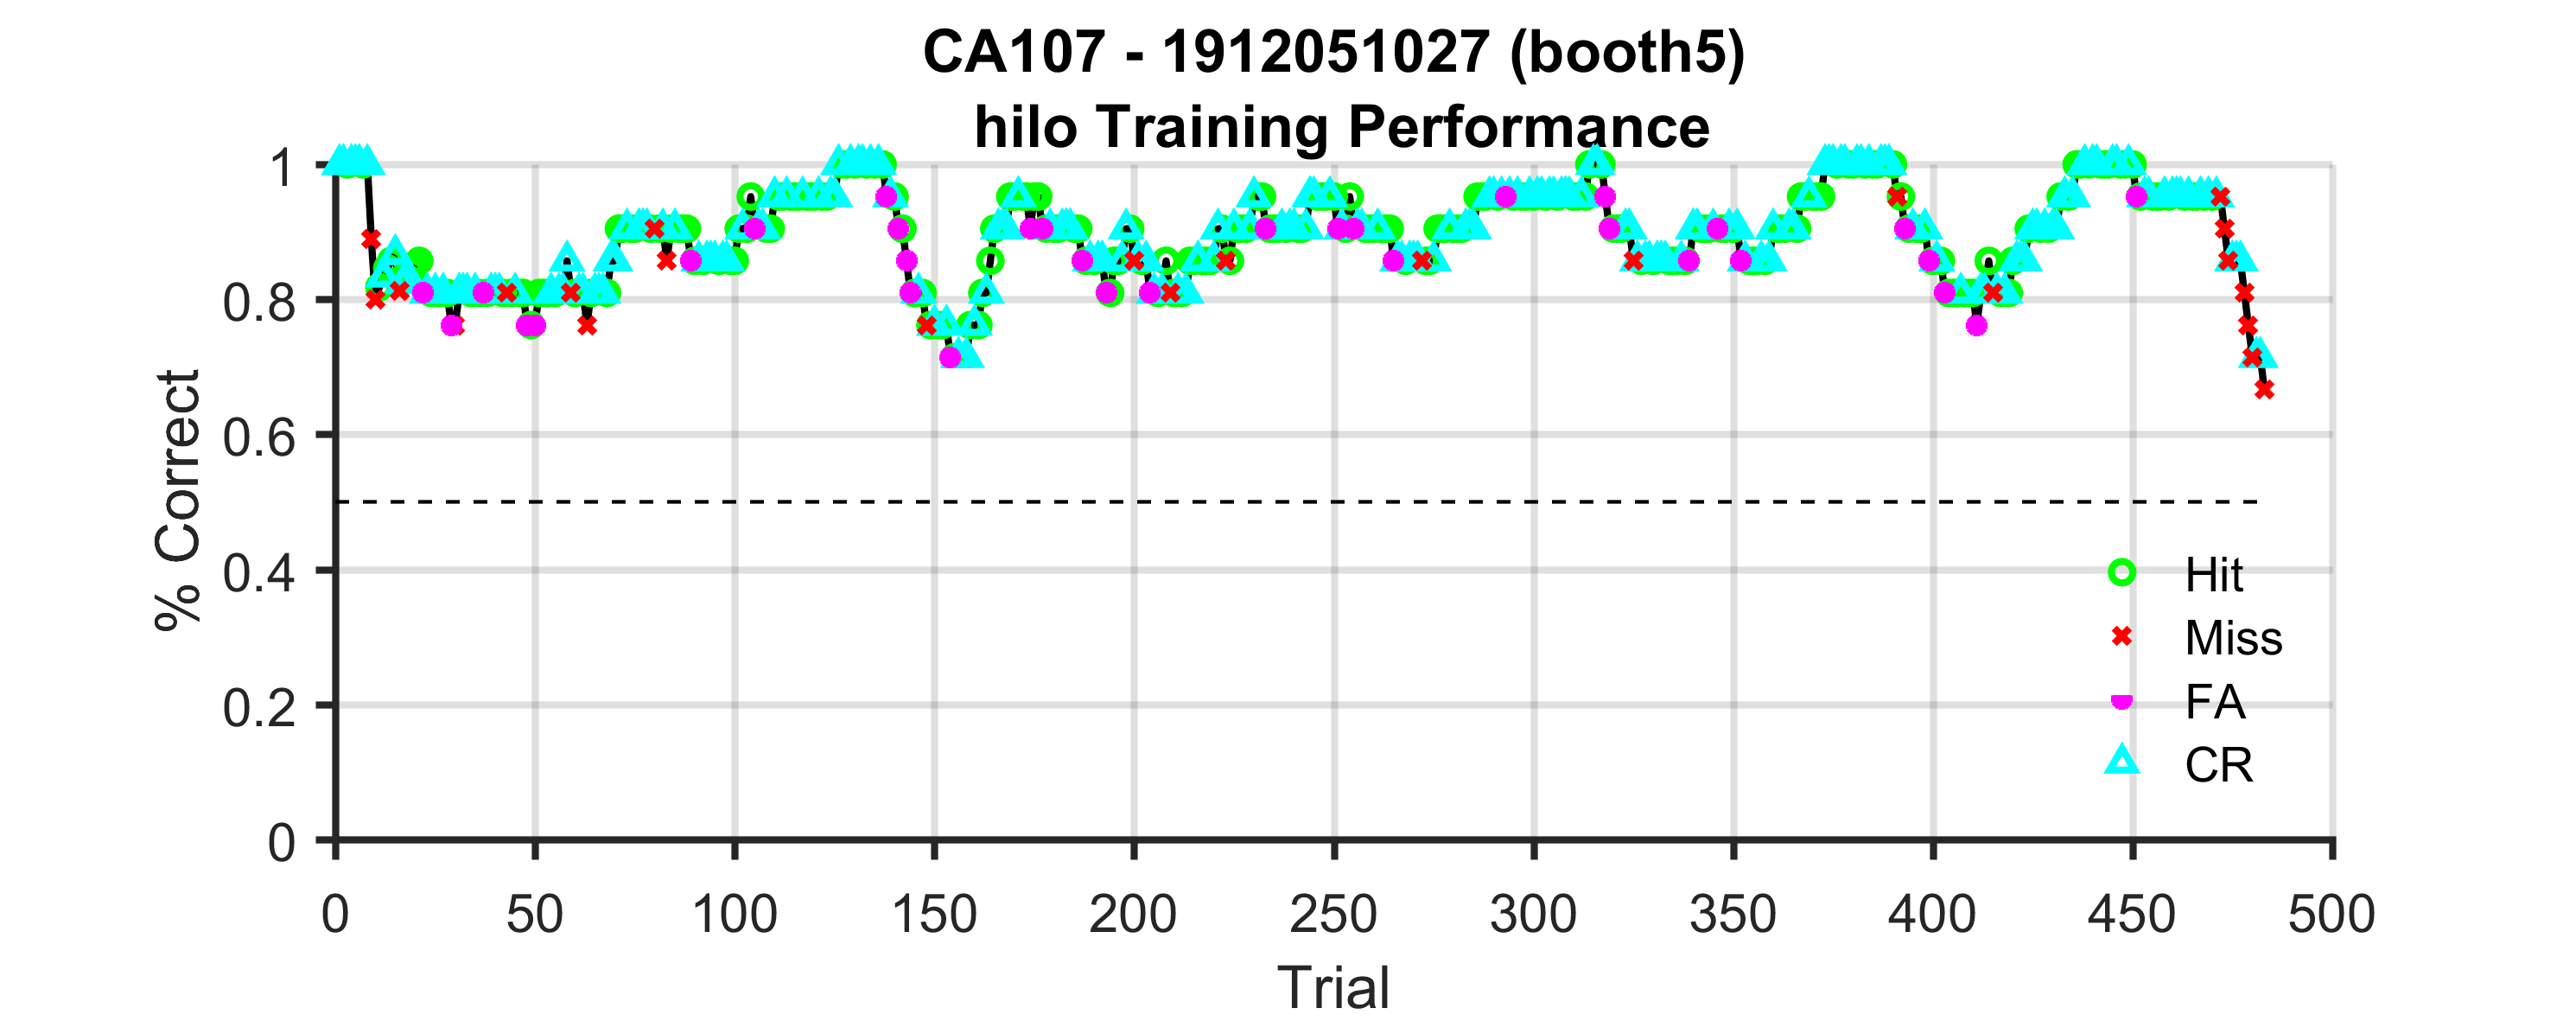 CA107 - 1912051027 (booth5)
hilo Training Performance
1
0.8
0.6
0.4
0.2
0
% Correct
Hit
Miss
FA
CR
0 50 100 150 200 250 300 350 400 450 500
Trial